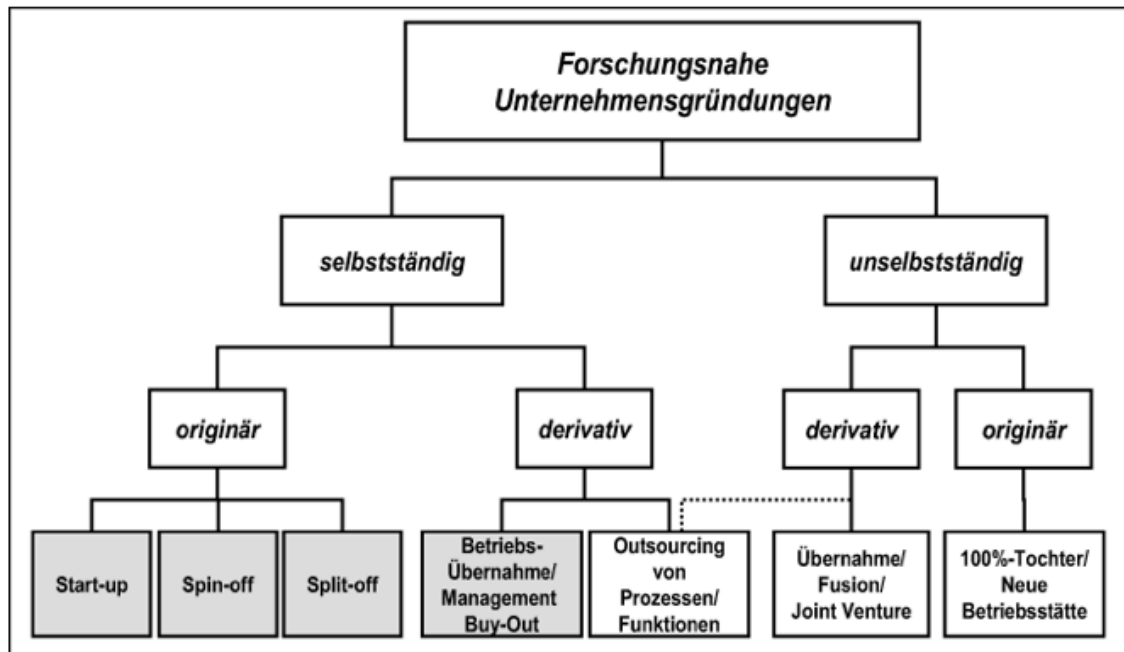 Forschungsnahe
Unternehmensgründungen
selbstständig
unselbstständig
originär
derivativ
derivativ
originär
Start-up
Spin-off
Split-off
Betriebs-
Übernahme/
Management
Buy-Out
Outsourcing
von
Prozessen/
Funktionen
Übernahme/
Fusion/
Joint Venture
100%-Tochter/
Neue
Betriebsstätte